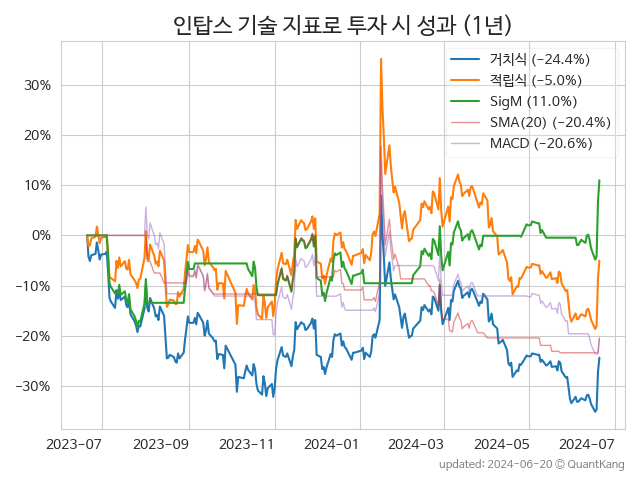 인탑스 기술 지표로 투자 시 성과 (1년)
거치식 (−24.4%)
적립식 (−5.0%)
SigM (11.0%)
SMA(20) (−20.4%)
MACD (−20.6%)
30%
20%
10%
0%
−10%
−20%
−30%
2023-07 2023-09 2023-11 2024-01 2024-03 2024-05 2024-07
updated: 2024-06-20 ⓒ QuantKang